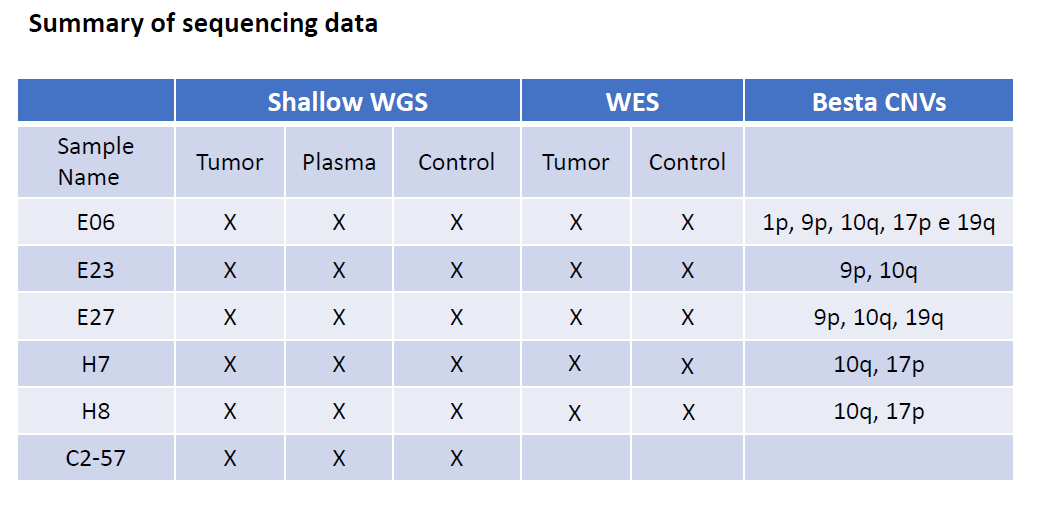 Summary of sequencing data
Shallow WGS WES Besta CNVs
Sample
Name
Tumor Plasma Control Tumor Control
E06 X X X X X 1p, 9p, 10q, 17p e 19q
E23 X X X X X 9p, 10q
E27 X X X X X 9p, 10q, 19q
H7 X X X X X 10q, 17p
H8 X X X X X 10q, 17p
C2-57 X X X